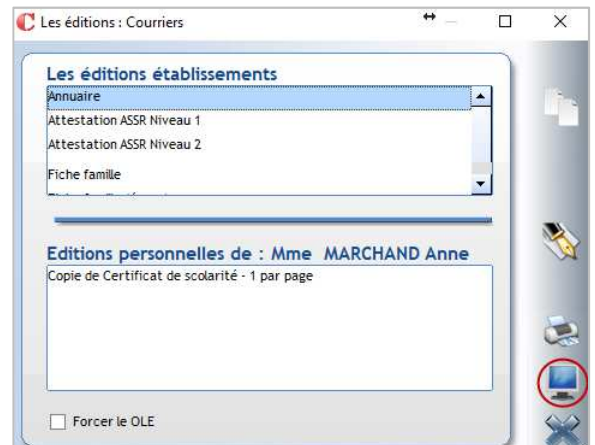 Les éditions : Courriers
Les éditions établissements
Annuaire
Attestation ASSR Niveau 1
Attestation ASSR Niveau 2
Fiche famille
Editions personnelles de : Mme MARCHAND Anne
Copie de Certificat de scolarité - 1 par page
Forcer le OLE